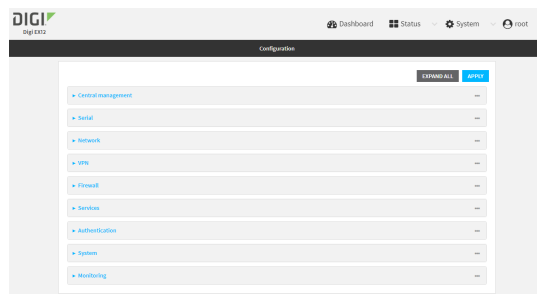 DIGI
Digi EX12
Dashboard
Status
System
root
Configuration
EXPAND ALL
APPLY
Central management
Serial
Network
VPN
Firewall
Services
Authentication
System
Monitoring